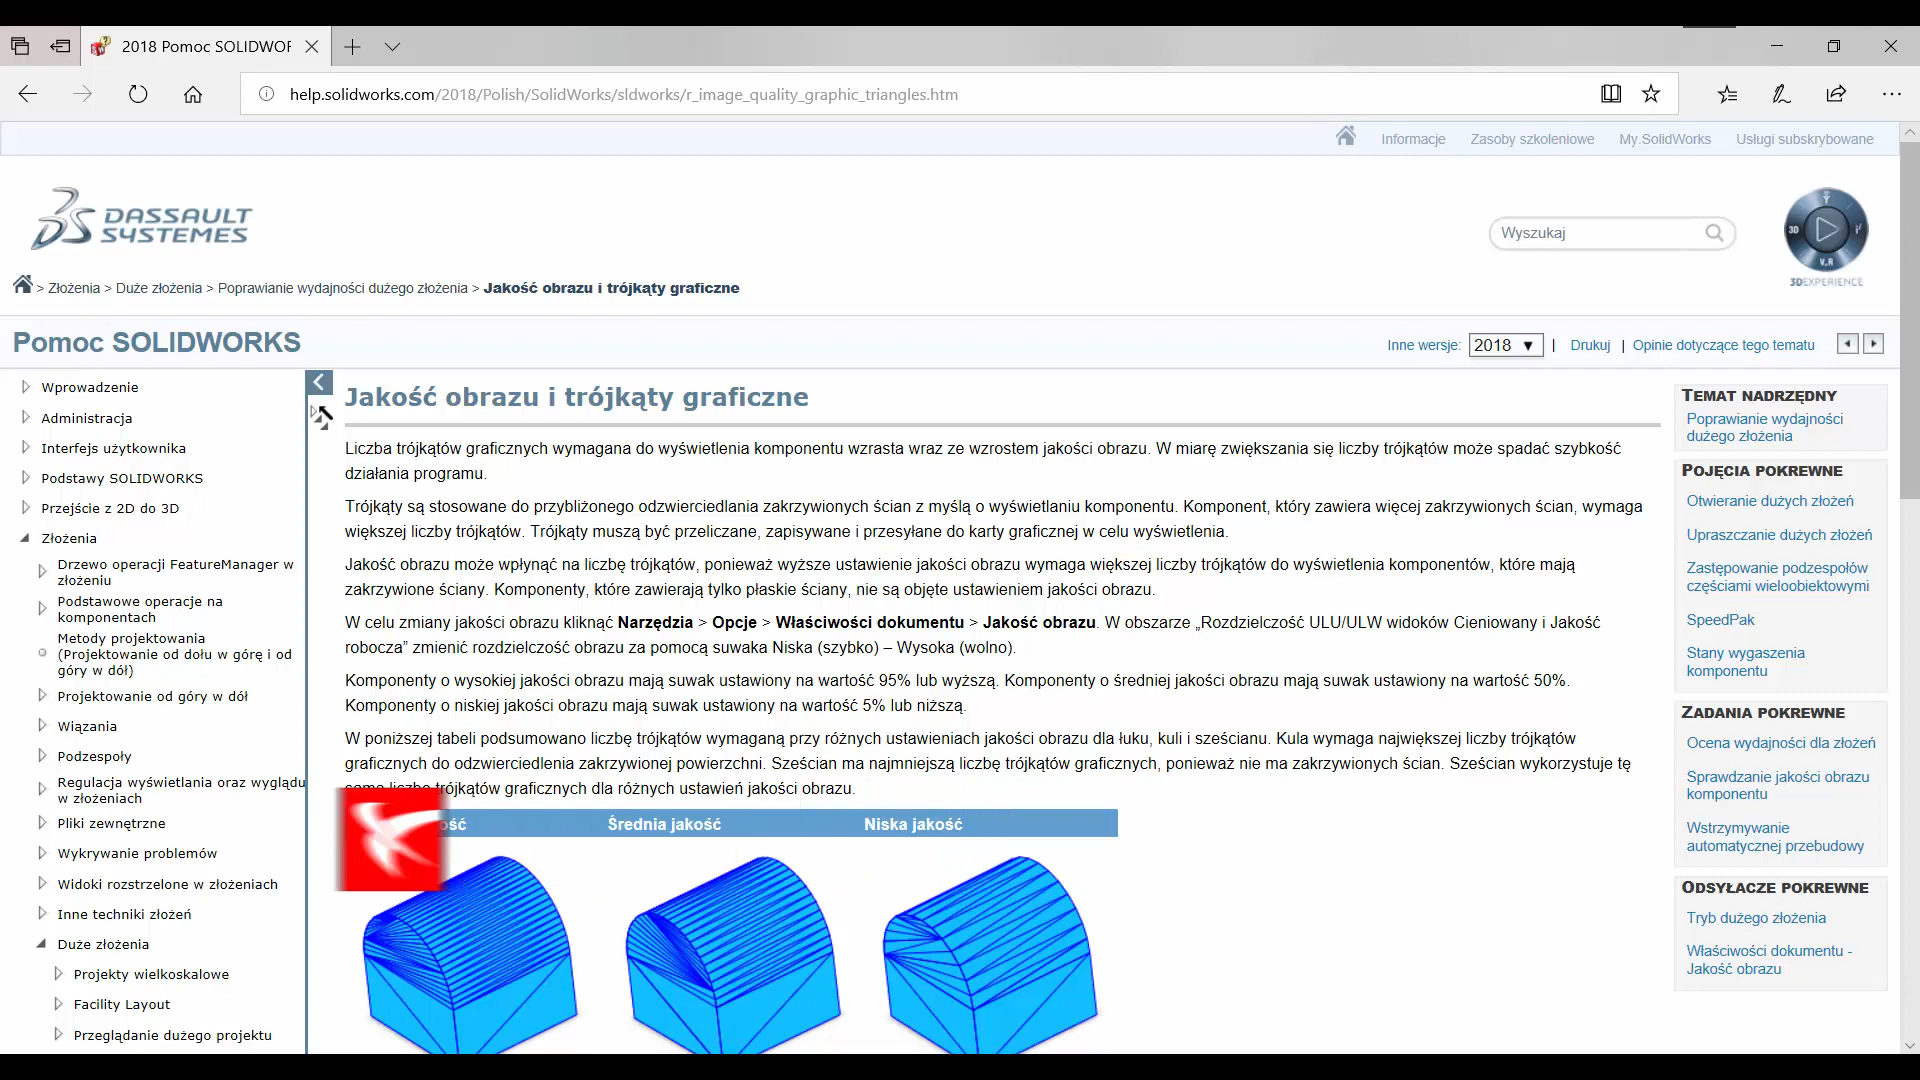 2018 Pomoc SOLIDWOR
help.solidworks.com/2018/Polish/SolidWorks/sldworks/r_image_quality_graphic_triangles.htm
Informacje Zasoby szkoleniowe My.SolidWorks Usługi subskrybowane
DASSAULT
SYSTEMES
Wyszukaj
3D
V.R
3DEXPERIENCE
> Złożenia > Duże złożenia > Poprawianie wydajności dużego złożenia > Jakość obrazu i trójkąty graficzne
Pomoc SOLIDWORKS
Inne wersje: 2018 | Drukuj | Opinie dotyczące tego tematu
Wprowadzenie
Administracja
Interfejs użytkownika
Podstawy SOLIDWORKS
Przejście z 2D do 3D
Złożenia
Drzewo operacji FeatureManager w
złożeniu
Podstawowe operacje na
komponentach
Metody projektowania
(Projektowanie od dołu w górę i od
góry w dół)
Projektowanie od góry w dół
Wiązania
Podzespoły
Regulacja wyświetlania oraz wyglądu
w złożeniach
Pliki zewnętrzne
Wykrywanie problemów
Widoki rozstrzelone w złożeniach
Inne techniki złożeń
Duże złożenia
Projekty wielkoskalowe
Facility Layout
Przeglądanie dużego projektu
Jakość obrazu i trójkąty graficzne
Liczba trójkątów graficznych wymagana do wyświetlenia komponentu wzrasta wraz ze wzrostem jakości obrazu. W miarę zwiększania się liczby trójkątów może spadać szybkość
działania programu.
Trójkąty są stosowane do przybliżonego odzwierciedlania zakrzywionych ścian z myślą o wyświetlaniu komponentu. Komponent, który zawiera więcej zakrzywionych ścian, wymaga
większej liczby trójkątów. Trójkąty muszą być przeliczane, zapisywane i przesyłane do karty graficznej w celu wyświetlenia.
Jakość obrazu może wpłynąć na liczbę trójkątów, ponieważ wyższe ustawienie jakości obrazu wymaga większej liczby trójkątów do wyświetlenia komponentów, które mają
zakrzywione ściany. Komponenty, które zawierają tylko płaskie ściany, nie są objęte ustawieniem jakości obrazu.
W celu zmiany jakości obrazu kliknąć Narzędzia > Opcje > Właściwości dokumentu > Jakość obrazu. W obszarze „Rozdzielczość ULU/ULW widoków Cieniowany i Jakość
robocza” zmienić rozdzielczość obrazu za pomocą suwaka Niska (szybko) – Wysoka (wolno).
Komponenty o wysokiej jakości obrazu mają suwak ustawiony na wartość 95% lub wyższą. Komponenty o średniej jakości obrazu mają suwak ustawiony na wartość 50%.
Komponenty o niskiej jakości obrazu mają suwak ustawiony na wartość 5% lub niższą.
W poniższej tabeli podsumowano liczbę trójkątów wymaganą przy różnych ustawieniach jakości obrazu dla łuku, kuli i sześcianu. Kula wymaga największej liczby trójkątów
graficznych do odzwierciedlenia zakrzywionej powierzchni. Sześcian ma najmniejszą liczbę trójkątów graficznych, ponieważ nie ma zakrzywionych ścian. Sześcian wykorzystuje tę
trójkątów graficznych dla różnych ustawień jakości obrazu.
ość Średnia jakość Niska jakość
TEMAT NADRZĘDNY
Poprawianie wydajności
dużego złożenia
POJĘCIA POKREWNE
Otwieranie dużych złożeń
Upraszczanie dużych złożeń
Zastępowanie podzespołów
częściami wieloobiektowymi
SpeedPak
Stany wygaszenia
komponentu
ZADANIA POKREWNE
Ocena wydajności dla złożeń
Sprawdzanie jakości obrazu
komponentu
Wstrzymywanie
automatycznej przebudowy
ODSYŁACZE POKREWNE
Tryb dużego złożenia
Właściwości dokumentu -
Jakość obrazu